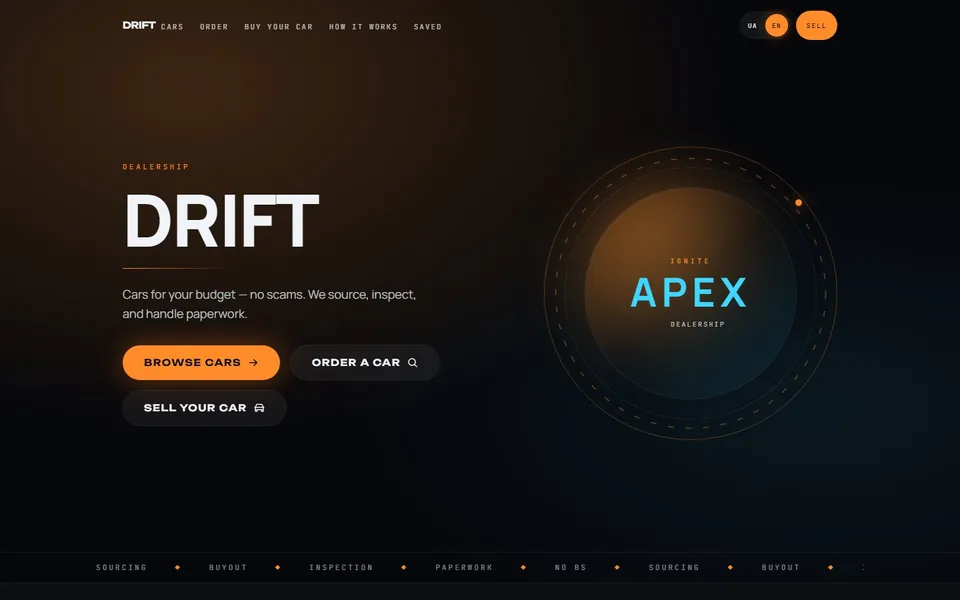 DRIFT CARS ORDER BUY YOUR CAR HOW IT WORKS SAVED UA EN SELL
DEALERSHIP
DRIFT
Cars for your budget — no scams. We source, inspect,
and handle paperwork.
BROWSE CARS → ORDER A CAR
SELL YOUR CAR
IGNITE
APEX
DEALERSHIP
SOURCING ◆ BUYOUT ◆ INSPECTION ◆ PAPERWORK ◆ NO BS ◆ SOURCING ◆ BUYOUT ◆